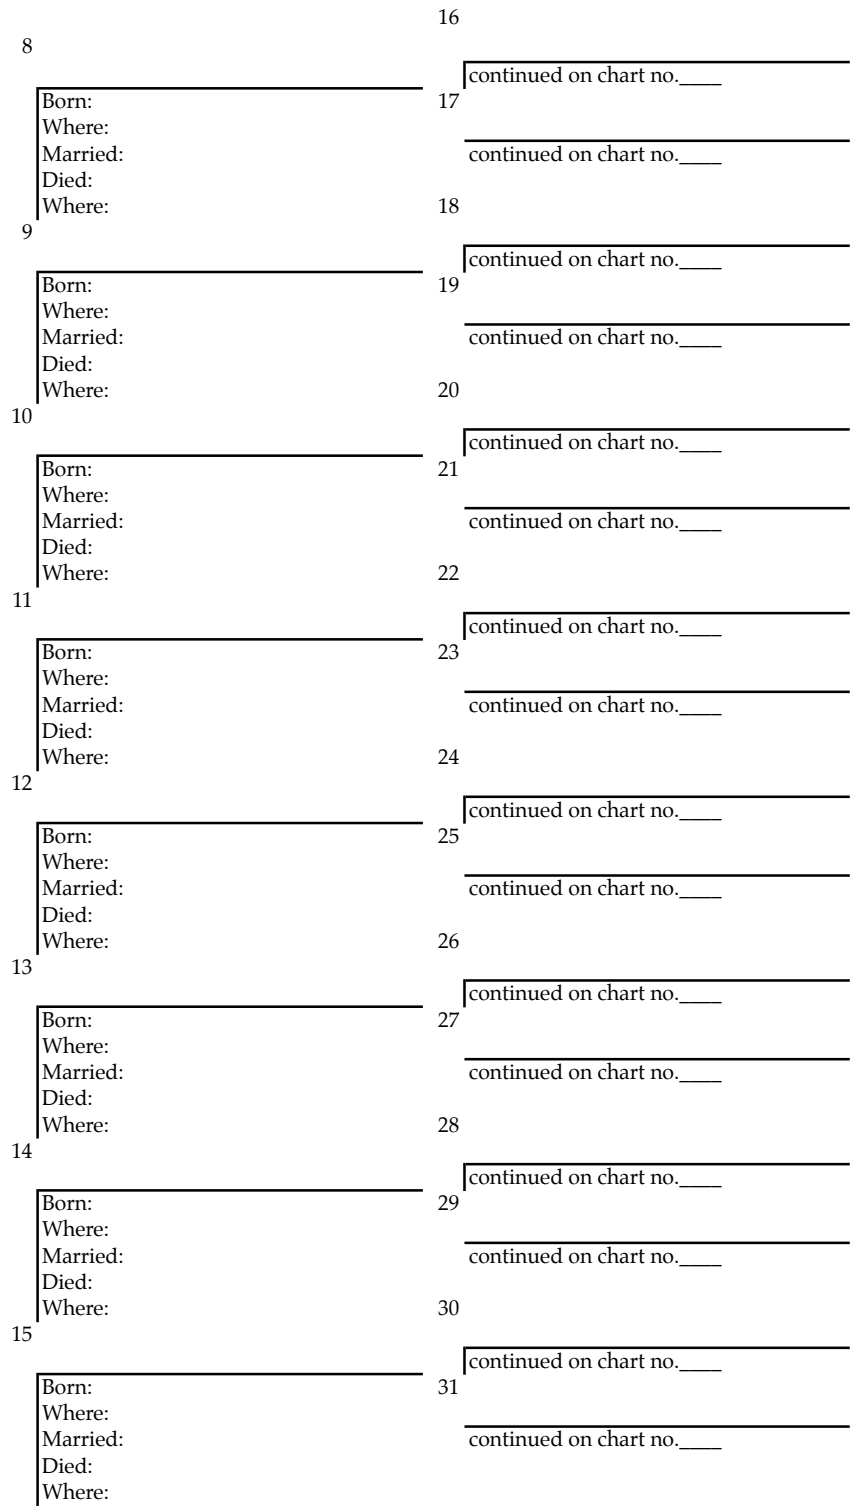 16
8
continued on chart no.____
Born:
17
Where:
Married:
continued on chart no.____
Died:
Where:
18
9
continued on chart no.____
Born:
19
Where:
Married:
continued on chart no.____
Died:
Where:
20
10
continued on chart no.____
Born:
21
Where:
Married:
continued on chart no.____
Died:
Where:
22
11
continued on chart no.____
Born:
23
Where:
Married:
continued on chart no.____
Died:
Where:
24
12
continued on chart no.____
Born:
25
Where:
Married:
continued on chart no.____
Died:
Where:
26
13
continued on chart no.____
Born:
27
Where:
Married:
continued on chart no.____
Died:
Where:
28
14
continued on chart no.____
Born:
29
Where:
Married:
continued on chart no.____
Died:
Where:
30
15
continued on chart no.____
Born:
31
Where:
Married:
continued on chart no.____
Died:
Where: